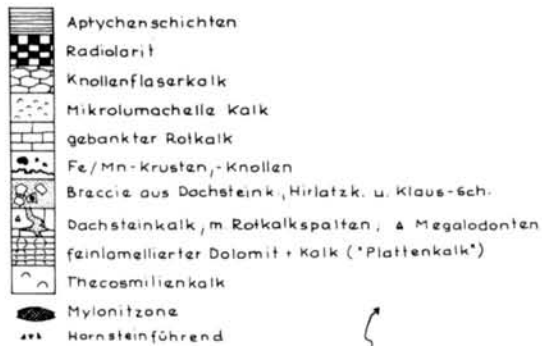 Aptychenschichten
Radiolarit
Knollenflaserkalk
Mikrolumachelle Kalk
gebankter Rotkalk
Fe/Mn-Krusten,-Knollen
Breccie aus Dachsteink., Hirlatzk. u. Klaus-Sch.
Dachsteinkalk, m. Rotkalkspalten, ▵ Megalodonten
feinlamellierter Dolomit + Kalk ("Plattenkalk")
Thecosmilienkalk
Mylonitzone
Hornsteinführend